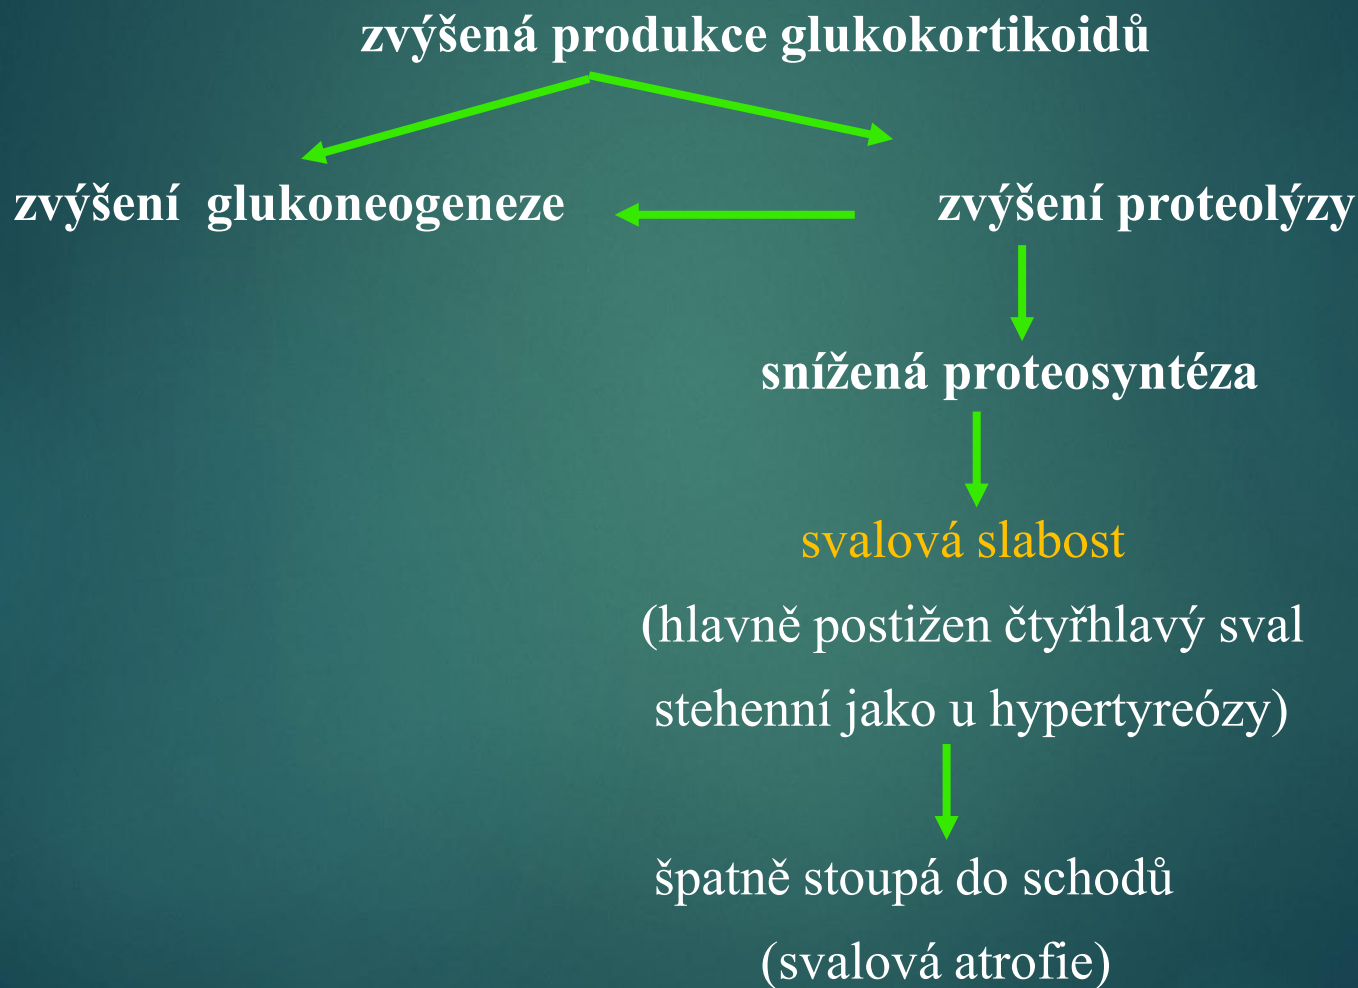 zvýšená produkce glukokortikoidů
zvýšení glukoneogeneze
zvýšení proteolýzy
snížená proteosyntéza
svalová slabost
(hlavně postižen čtyřhlavý sval
stehenní jako u hypertyreózy)
špatně stoupá do schodů
(svalová atrofie)